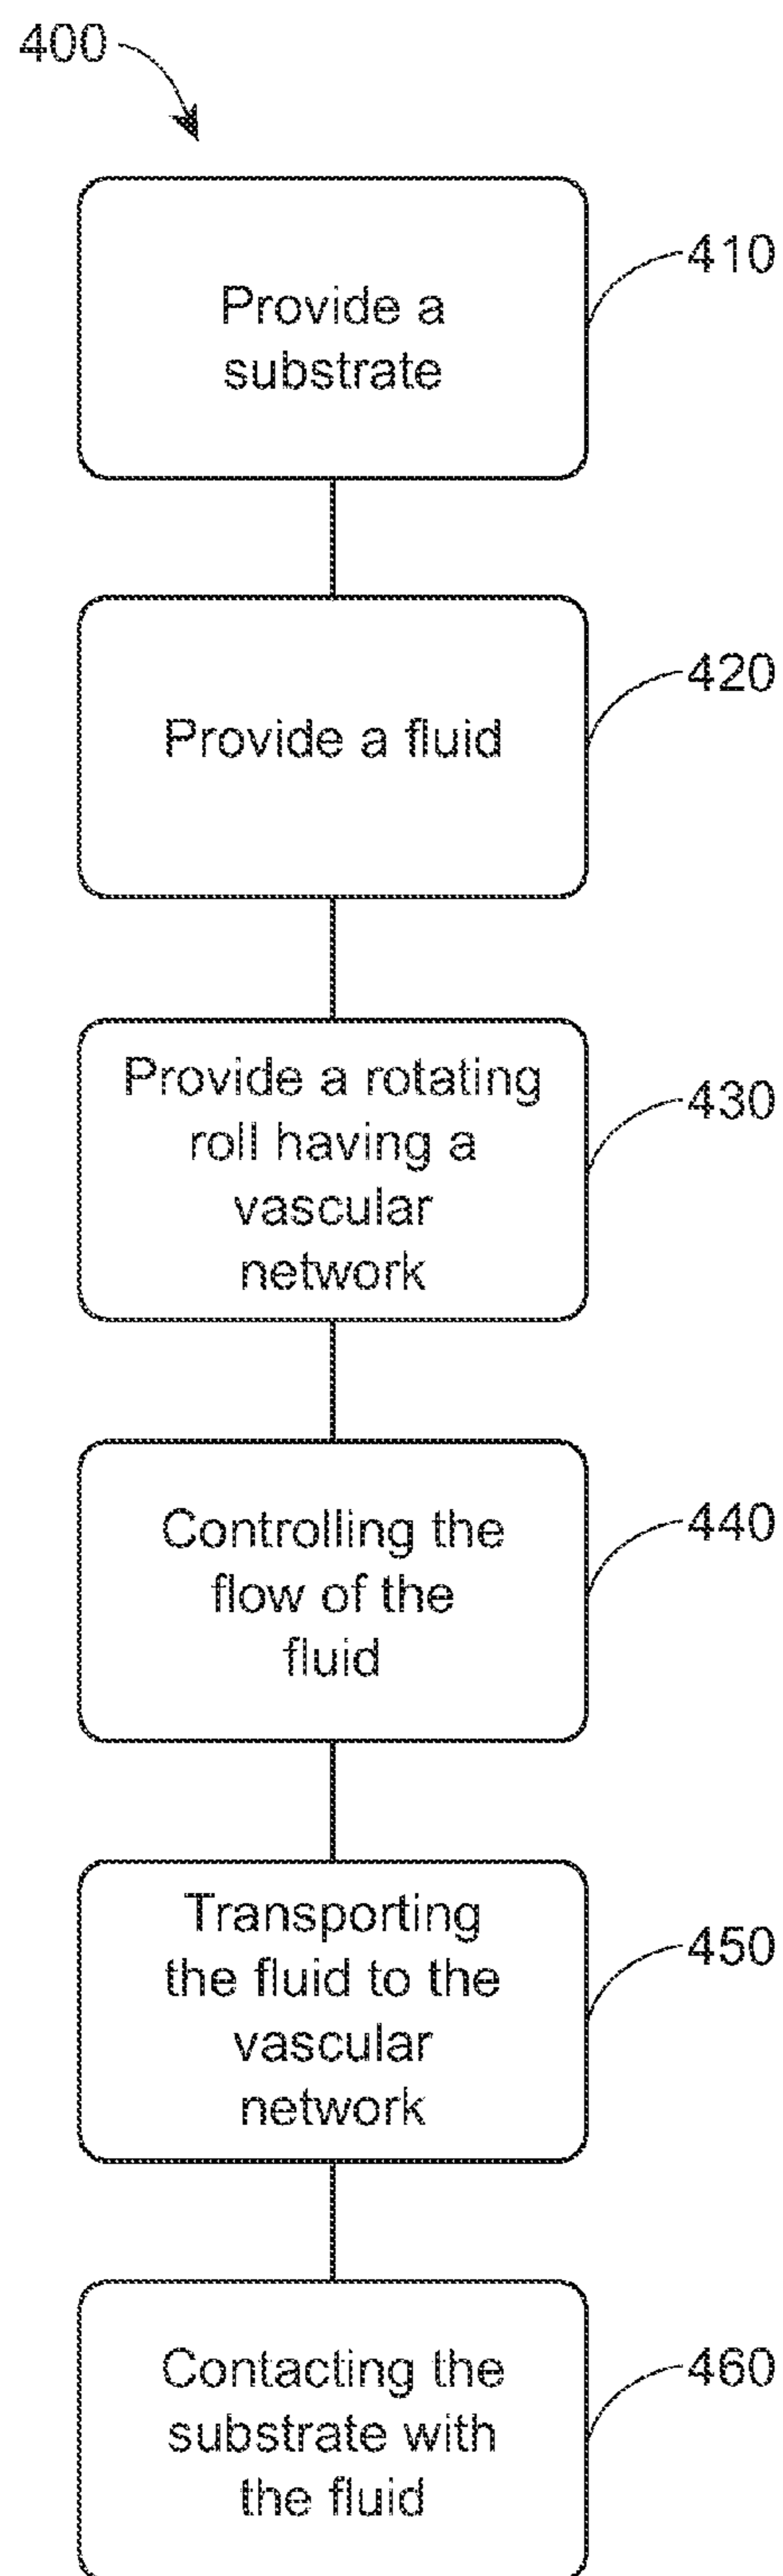 400
410
Provide a
substrate
420
Provide a fluid
430
Provide a rotating
roll having a
vascular
network
440
Controlling the
flow of the
fluid
450
Transporting
the fluid to the
vascular
network
460
Contacting the
substrate with
the fluid